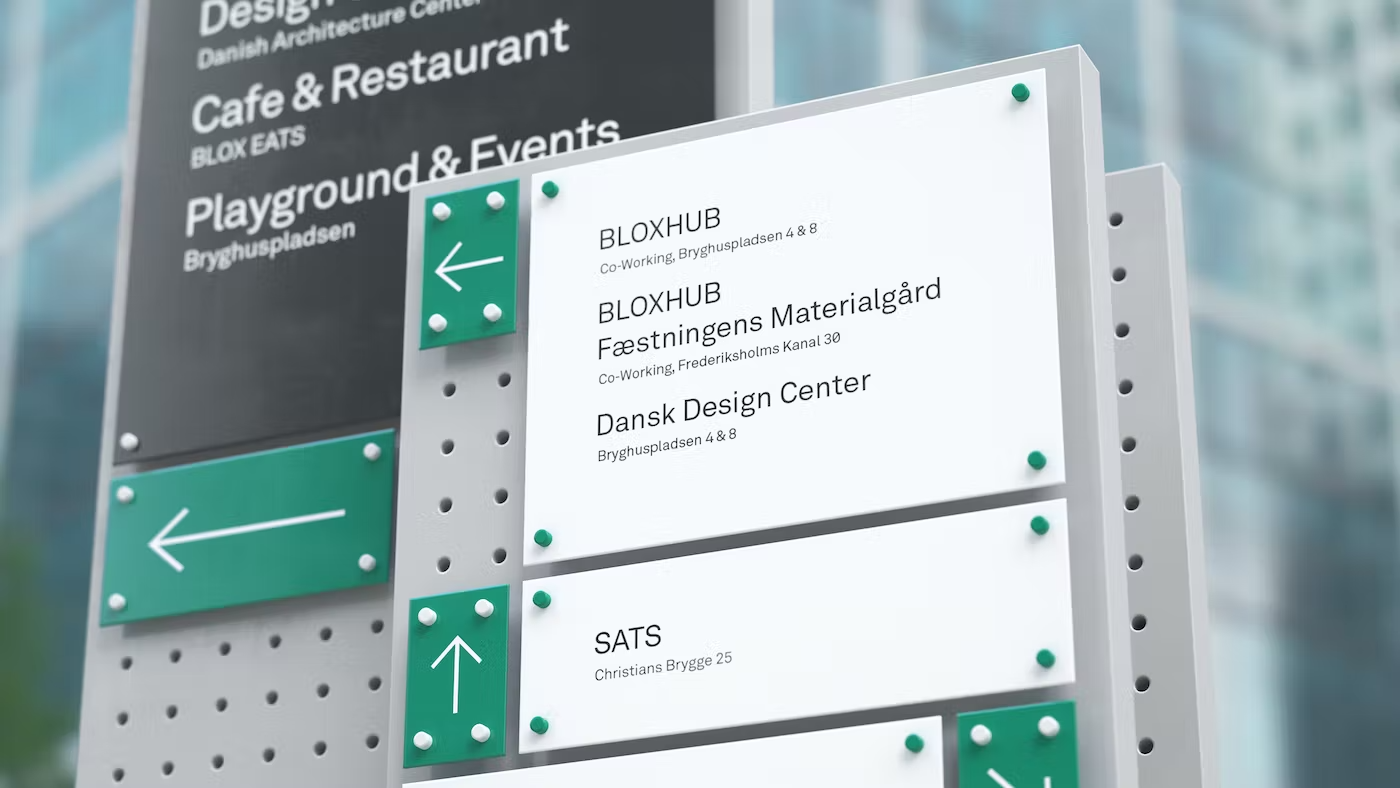 Design
Danish Architecture Center
Cafe & Restaurant
BLOX EATS
Playground & Events
Bryghuspladsen
BLOXHUB
Co-Working, Bryghuspladsen 4 & 8
BLOXHUB
Fæstningens Materialgård
Co-Working, Frederiksholms Kanal 30
Dansk Design Center
Bryghuspladsen 4 & 8
SATS
Christians Brygge 25